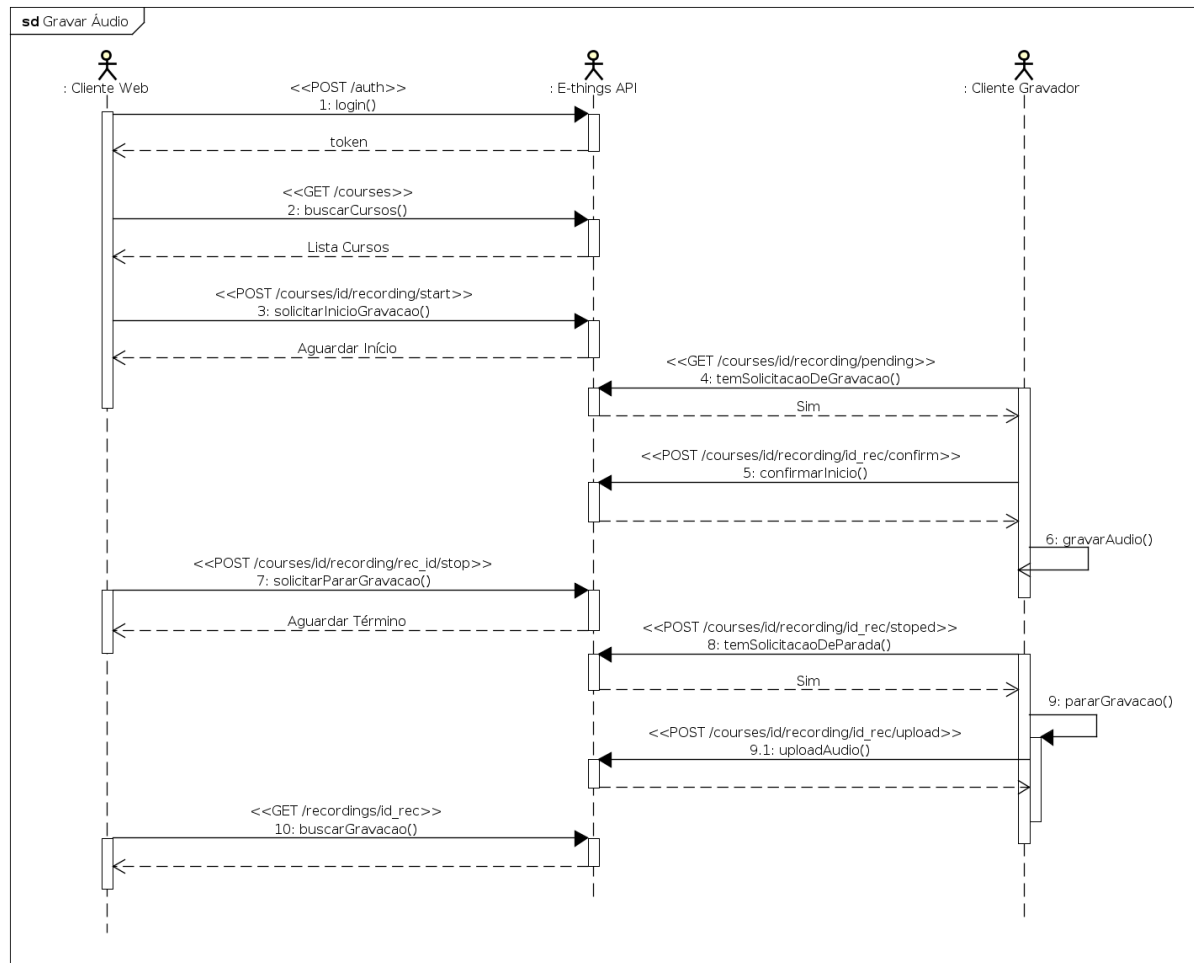 sd Gravar Áudio
: Cliente Web
: E-things API
: Cliente Gravador
<<POST /auth>>
1: login()
token
<<GET /courses>>
2: buscarCursos()
Lista Cursos
<<POST /courses/id/recording/start>>
3: solicitarInicioGravacao()
Aguardar Início
<<GET /courses/id/recording/pending>>
4: temSolicitacaoDeGravacao()
Sim
<<POST /courses/id/recording/id_rec/confirm>>
5: confirmarInicio()
6: gravarAudio()
<<POST /courses/id/recording/rec_id/stop>>
7: solicitarPararGravacao()
Aguardar Término
<<POST /courses/id/recording/id_rec/stoped>>
8: temSolicitacaoDeParada()
Sim
9: pararGravacao()
<<POST /courses/id/recording/id_rec/upload>>
9.1: uploadAudio()
<<GET /recordings/id_rec>>
10: buscarGravacao()